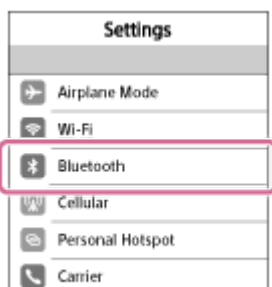 Settings
Airplane Mode
Wi-Fi
Bluetooth
Cellular
Personal Hotspot
Carrier